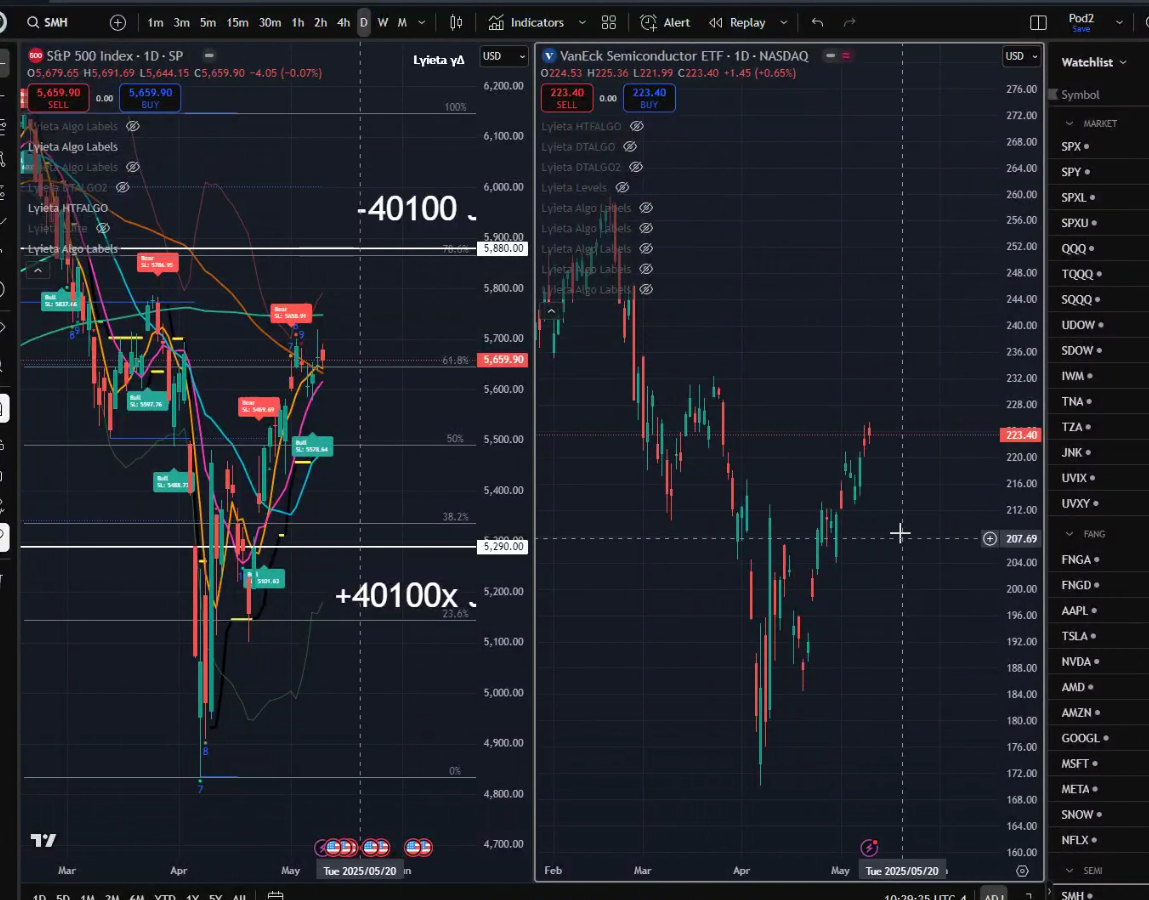 SMH 1m 3m 5m 15m 30m 1h 2h 4h D W M Indicators Alert Replay Pod2
Save
500 S&P 500 Index · 1D · SP
O5,679.65 H5,691.69 L5,644.15 C5,659.90 -4.05 (-0.07%)
5,659.90 SELL 0.00 5,659.90 BUY
Lyieta Algo Labels
Lyieta Algo Labels
Lyieta Algo Labels
Lyieta DTALGO2
Lyieta HTFALGO
Lyieta Algo Labels
Lγieta γΔ
USD
6,200.00
6,100.00
6,000.00
5,900.00
5,880.00
5,800.00
5,700.00
5,659.90
5,600.00
5,500.00
5,400.00
5,300.00
5,290.00
5,200.00
5,100.00
5,000.00
4,900.00
4,800.00
4,700.00
100%
78.6%
61.8%
50%
38.2%
23.6%
0%
-40100
+40100x
Bear
SL: 5786.95
Bull
SL: 5837.66
Bear
Bull
SL: 5597.76
Bear
SL: 5469.69
Bull
SL: 5578.64
Bull
5101.63
8
7
Mar Apr May Tue 2025/05/20
VanEck Semiconductor ETF · 1D · NASDAQ
O224.53 H225.36 L221.99 C223.40 +1.45 (+0.65%)
223.40 SELL 0.00 223.40 BUY
Lyieta HTFALGO
Lyieta DTALGO
Lyieta DTALGO2
Lyieta Levels
Lyieta Algo Labels
Lyieta Algo Labels
Lyieta Algo Labels
Lyieta Algo Labels
Lyieta Algo Labels
USD
276.00
272.00
268.00
264.00
260.00
256.00
252.00
248.00
244.00
240.00
236.00
232.00
228.00
223.40
220.00
216.00
212.00
207.69
204.00
200.00
196.00
192.00
188.00
184.00
180.00
176.00
172.00
168.00
164.00
160.00
Feb Mar Apr May Tue 2025/05/20
Watchlist
Symbol
MARKET
SPX
SPY
SPXL
SPXU
QQQ
TQQQ
SQQQ
UDOW
SDOW
IWM
TNA
TZA
JNK
UVIX
UVXY
FANG
FNGA
FNGD
AAPL
TSLA
NVDA
AMD
AMZN
GOOGL
MSFT
META
SNOW
NFLX
SEMI
SMH
1D 5D 1M 3M 6M YTD 1Y 5Y All
10:29:25 UTC-4 ADJ